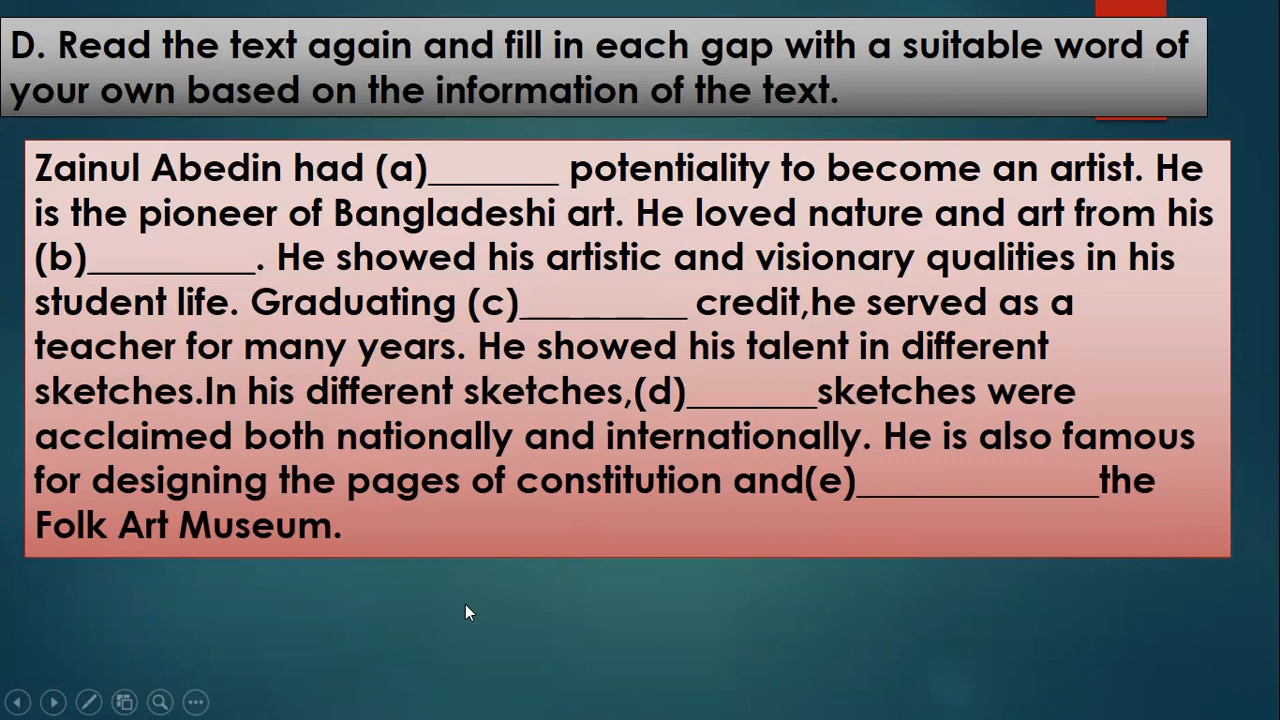 D. Read the text again and fill in each gap with a suitable word of
your own based on the information of the text.
Zainul Abedin had (a)_______ potentiality to become an artist. He
is the pioneer of Bangladeshi art. He loved nature and art from his
(b)_________. He showed his artistic and visionary qualities in his
student life. Graduating (c)_________ credit,he served as a
teacher for many years. He showed his talent in different
sketches.In his different sketches,(d)_______sketches were
acclaimed both nationally and internationally. He is also famous
for designing the pages of constitution and(e)_____________the
Folk Art Museum.